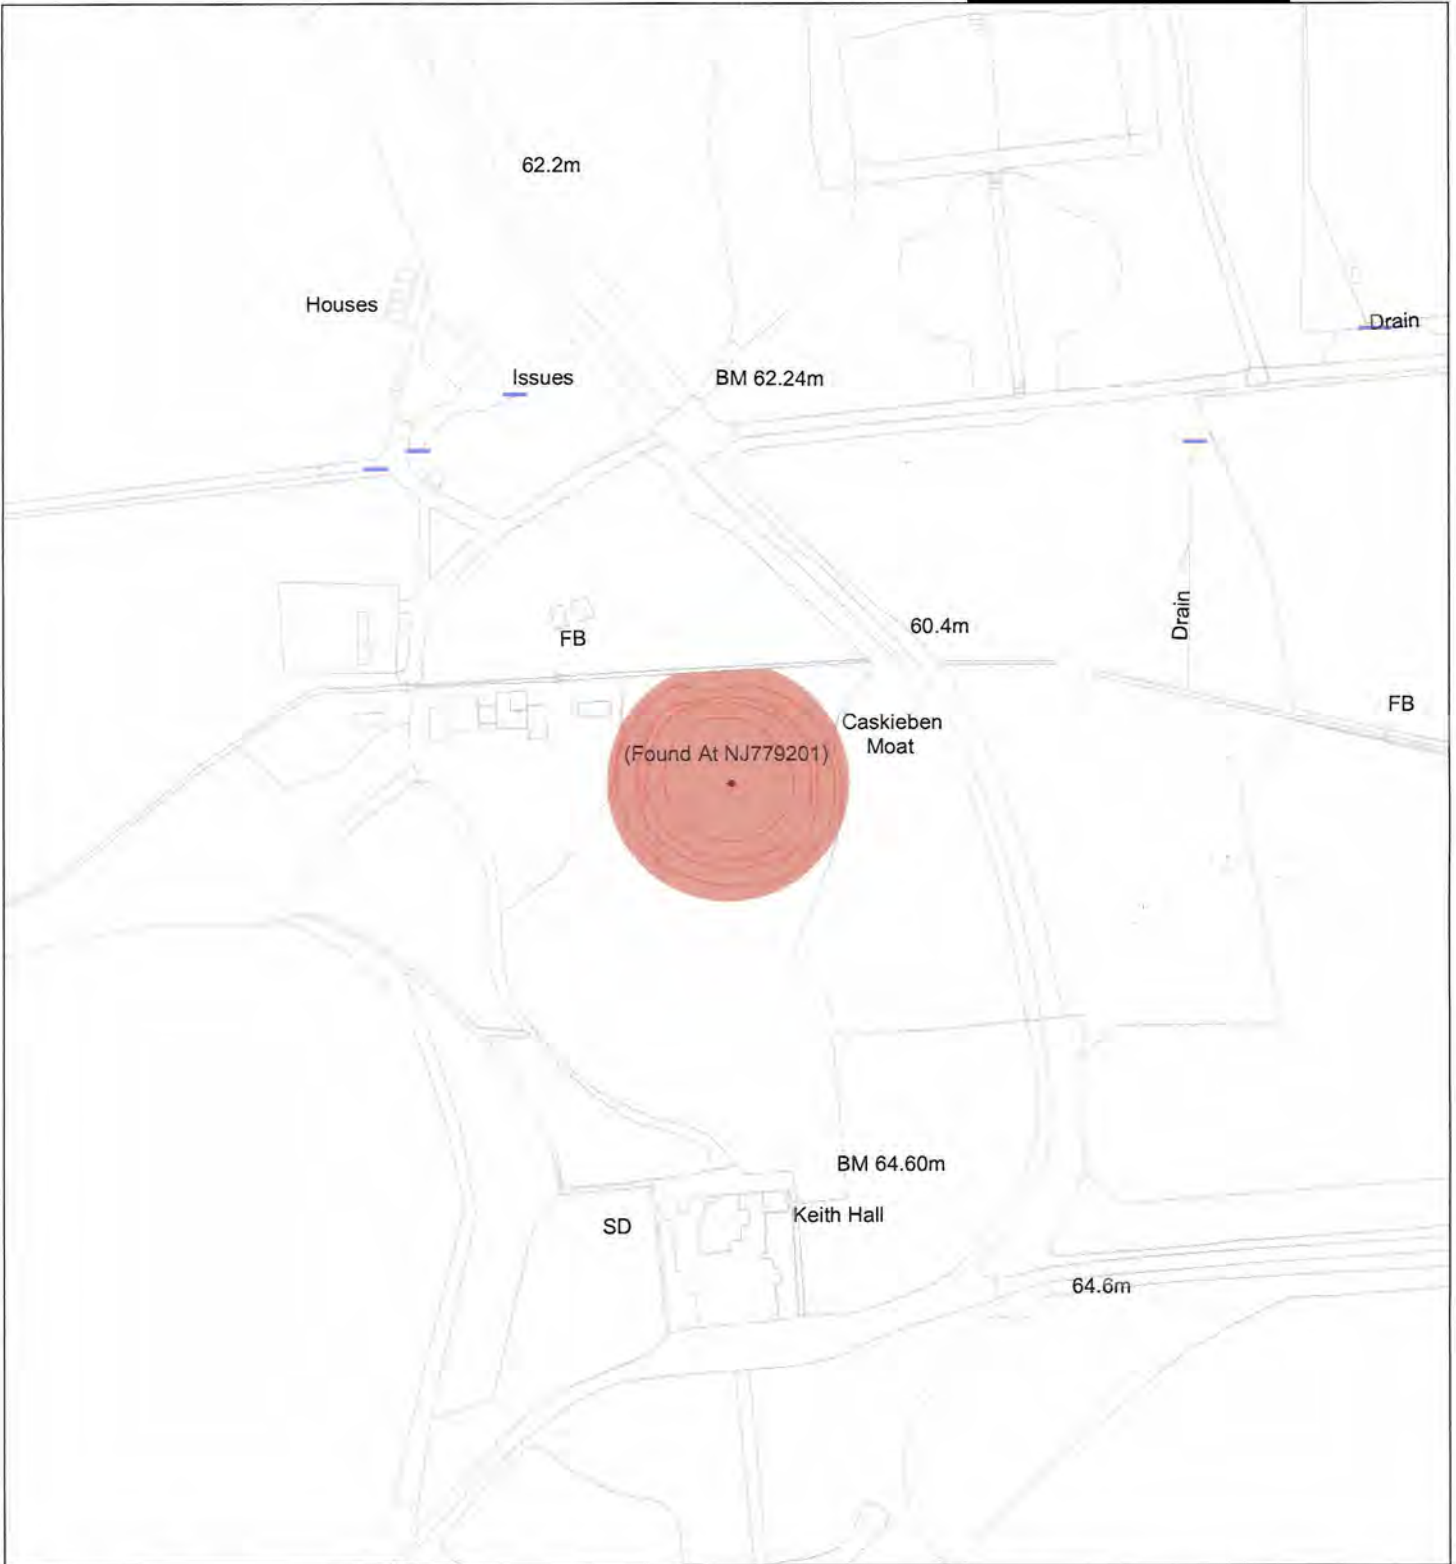 62.2m
Houses
Drain
Issues
BM 62.24m
Drain
60.4m
FB
FB
Caskieben
Moat
(Found At NJ779201)
BM 64.60m
Keith Hall
SD
64.6m